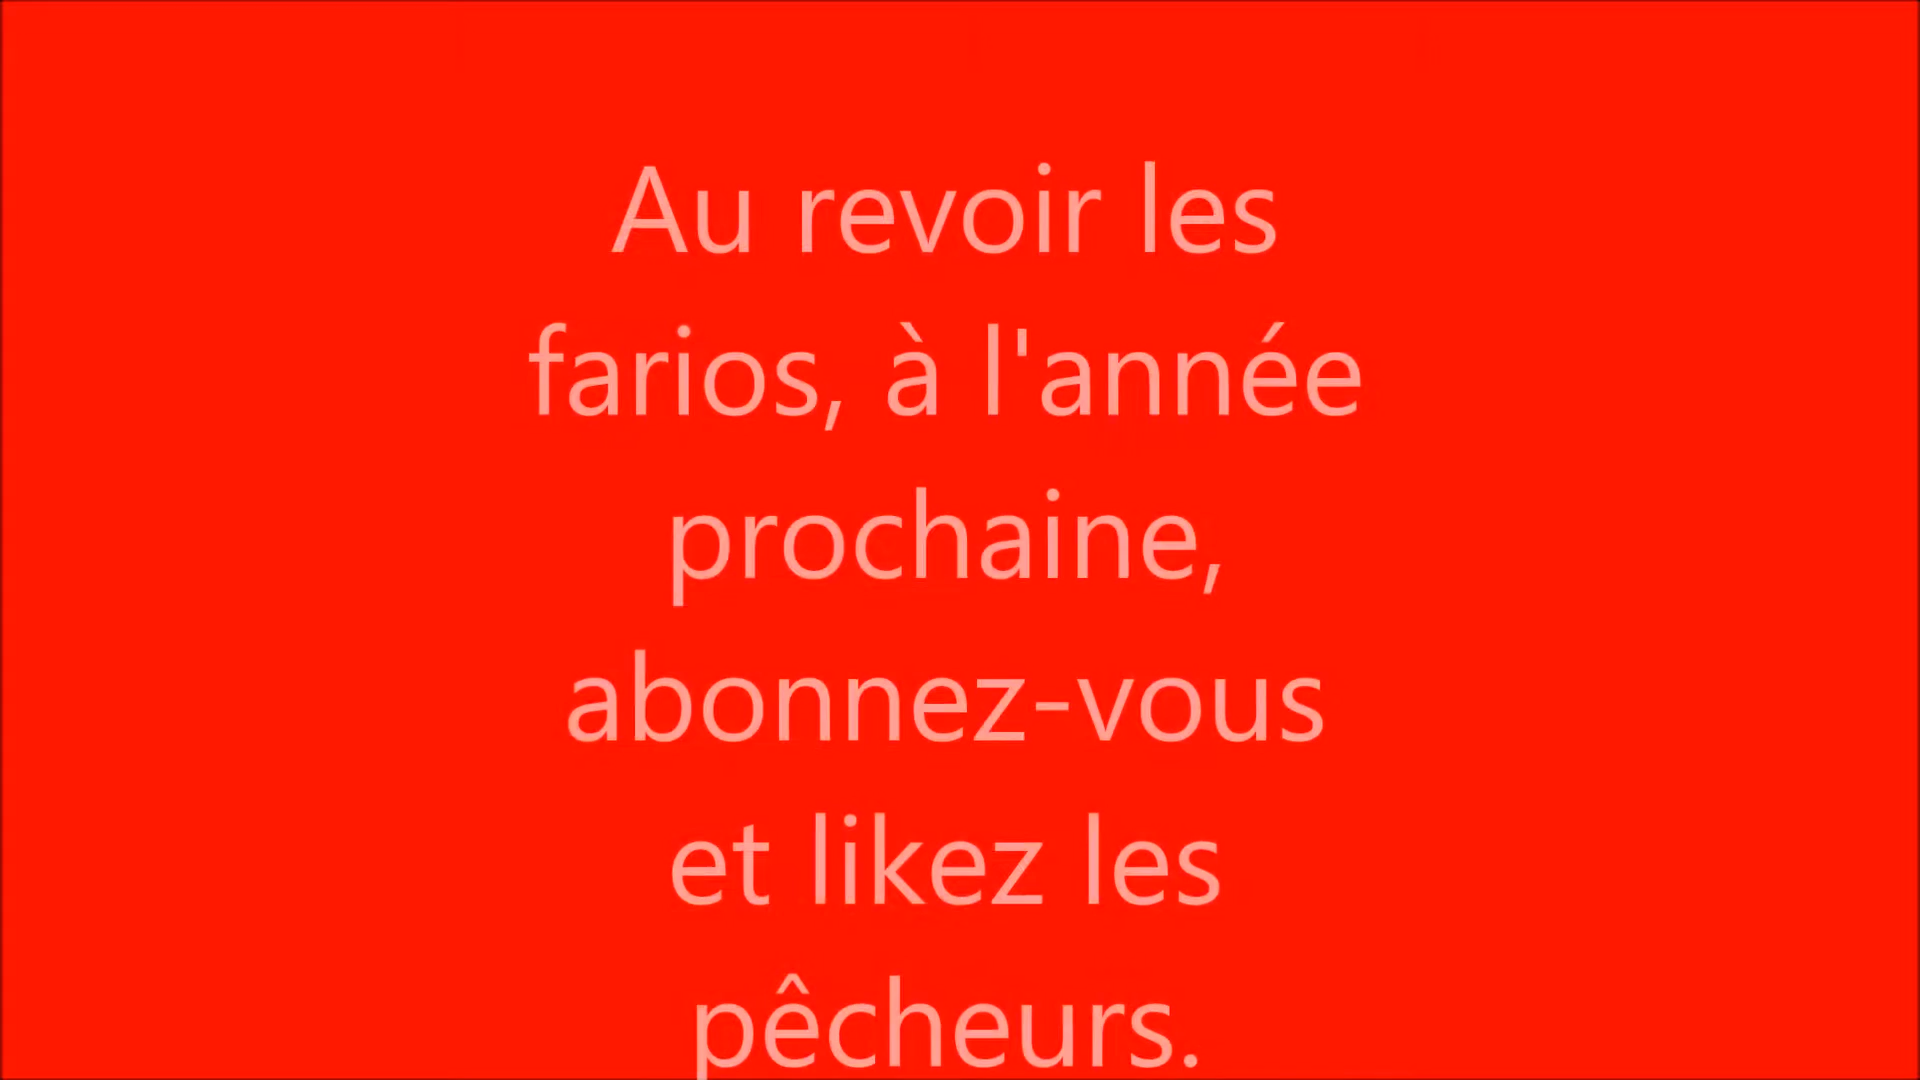 Au revoir les
farios, à l'année
prochaine,
abonnez-vous
et likez les
pêcheurs.